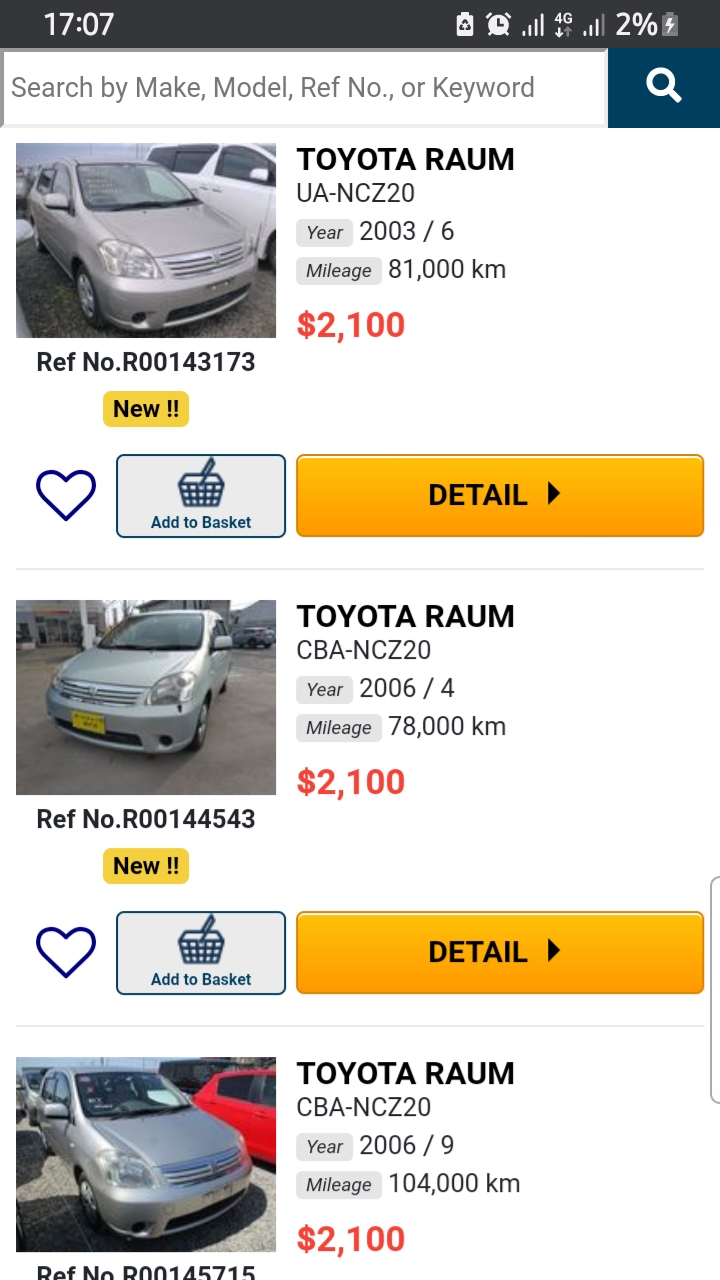 17:07
4G
2%
Search by Make, Model, Ref No., or Keyword
TOYOTA RAUM
UA-NCZ20
Year 2003 / 6
Mileage 81,000 km
$2,100
Ref No.R00143173
New !!
Add to Basket
DETAIL
TOYOTA RAUM
CBA-NCZ20
Year 2006 / 4
Mileage 78,000 km
$2,100
Ref No.R00144543
New !!
Add to Basket
DETAIL
TOYOTA RAUM
CBA-NCZ20
Year 2006 / 9
Mileage 104,000 km
$2,100
Ref No.R00145715